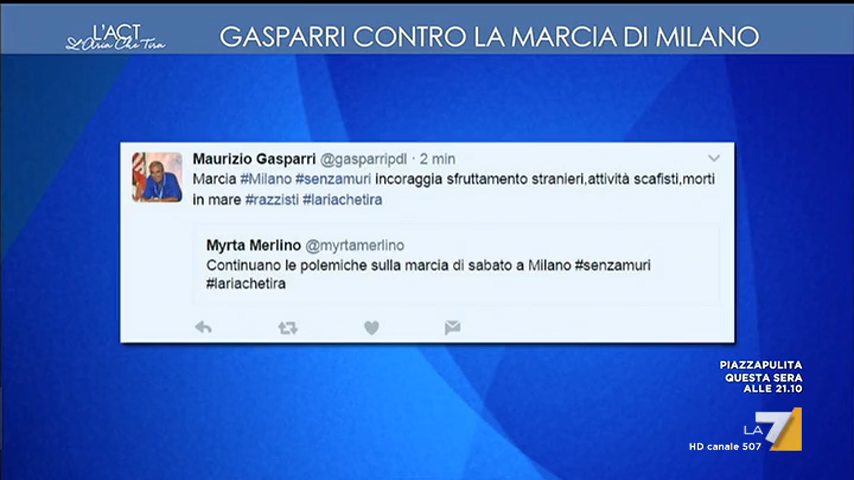 L'ACT
L'Aria Che Tira
GASPARRI CONTRO LA MARCIA DI MILANO
Maurizio Gasparri @gasparripdl · 2 min
Marcia #Milano #senzamuri incoraggia sfruttamento stranieri,attività scafisti,morti
in mare #razzisti #lariachetira
Myrta Merlino @myrtamerlino
Continuano le polemiche sulla marcia di sabato a Milano #senzamuri
#lariachetira
PIAZZAPULITA
QUESTA SERA
ALLE 21.10
LA 7
HD canale 507